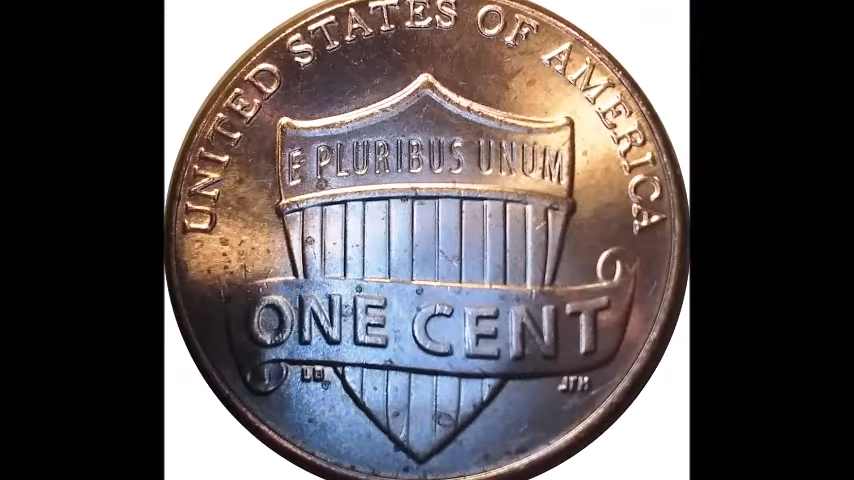 UNITED STATES OF AMERICA
E PLURIBUS UNUM
ONE CENT
LB
JFM